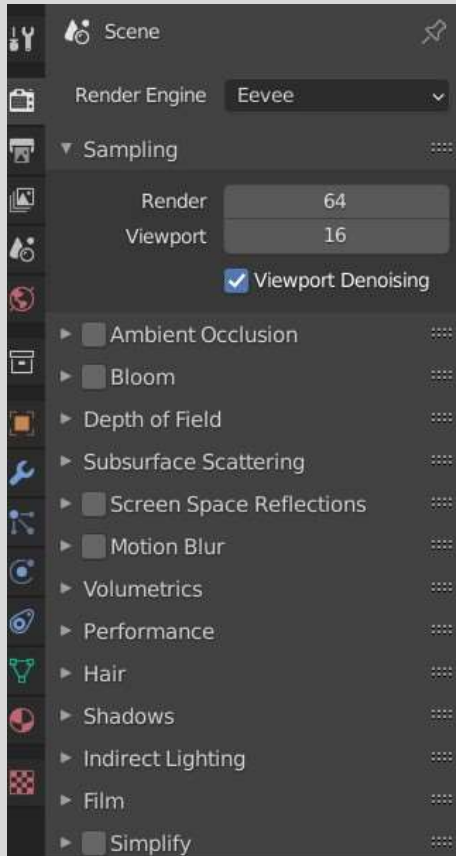 Scene
Render Engine Eevee
Sampling
Render 64
Viewport 16
Viewport Denoising
Ambient Occlusion
Bloom
Depth of Field
Subsurface Scattering
Screen Space Reflections
Motion Blur
Volumetrics
Performance
Hair
Shadows
Indirect Lighting
Film
Simplify